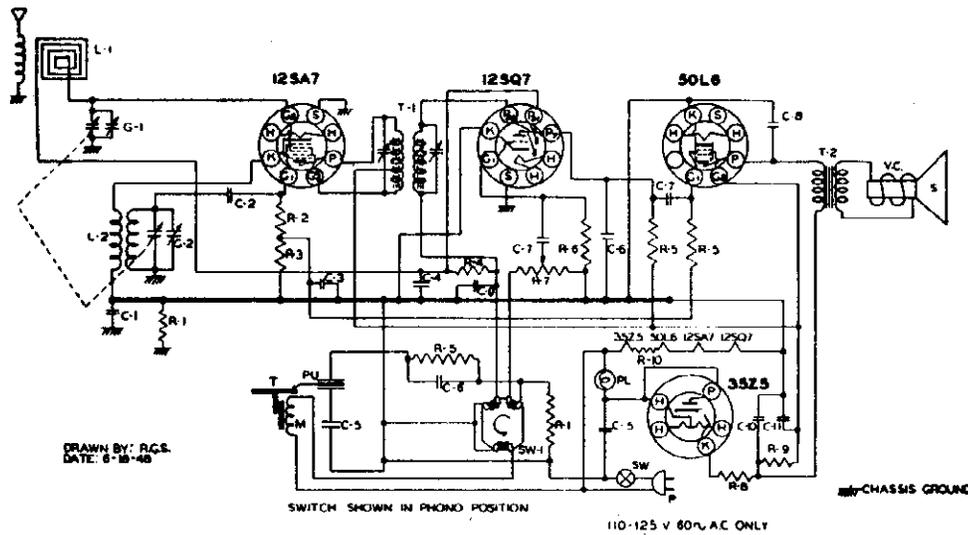 L-1
12SA7
12SQ7
50L6
G-1
T-1
C-8
T-2
V.C.
S
G1
S
H
H
K
P
K
H
H
S
K
S
H
H
P
C-2
C-7
L-2
C-2
R-2
R-3
C-3
C-4
R-4
C-7
R-7
R-6
C-6
R-5
R-5
C-1
R-1
35Z5 50L6 12SA7 12SQ7
R-10
R-5
C-6
PL
35Z5
P
H
H
K
T
PU
M
C-5
C
SW-1
R-1
C-5
C-10
C-11
R-9
R-8
SW
P
DRAWN BY: R.G.S.
DATE: 6-18-48
SWITCH SHOWN IN PHONO POSITION
CHASSIS GROUND
110-125 V 60~ A.C ONLY